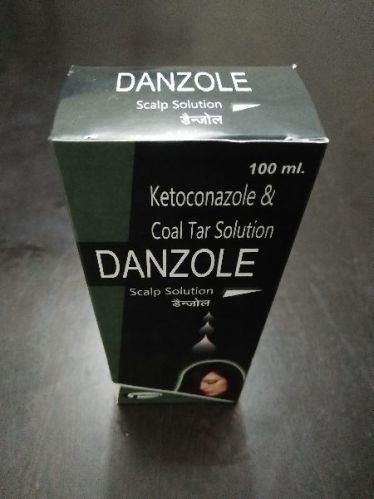 DANZOLE
Scalp Solution
डैन्जोल
100 ml.
Ketoconazole &
Coal Tar Solution
DANZOLE
Scalp Solution
डैन्जोल